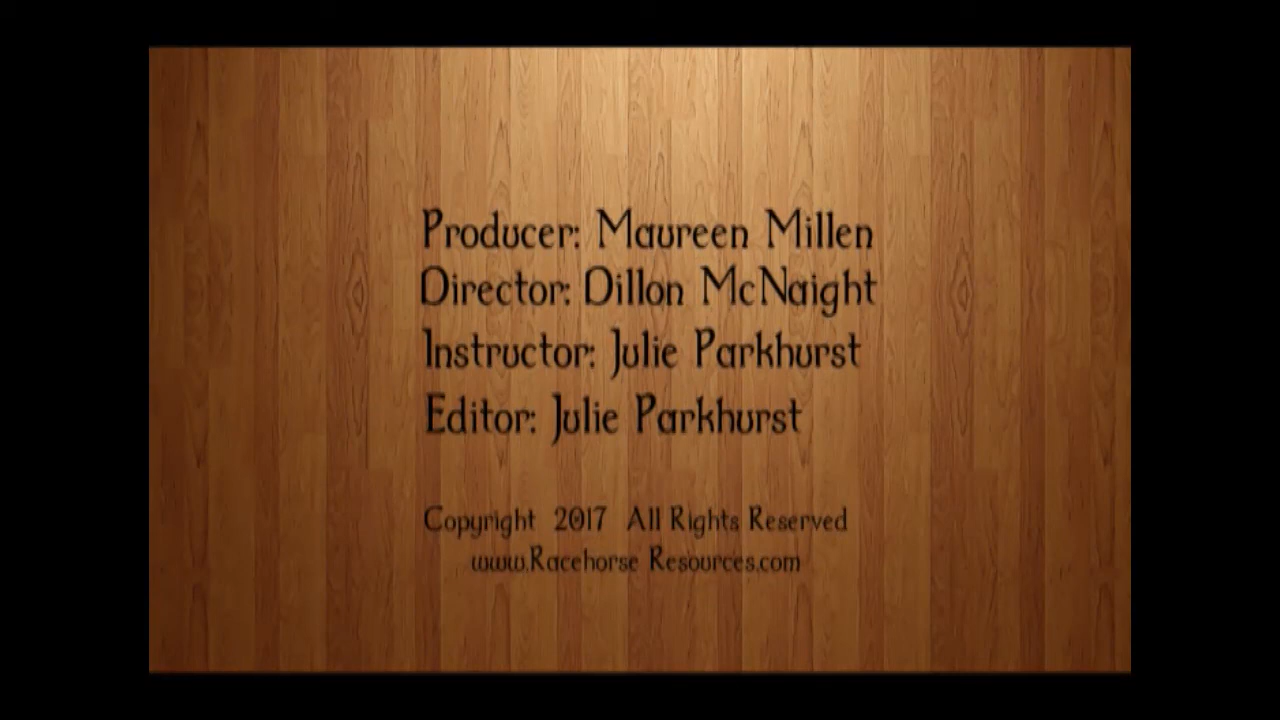 Producer: Maureen Millen
Director: Dillon McNaight
Instructor: Julie Parkhurst
Editor: Julie Parkhurst
Copyright 2017 All Rights Reserved
www.Racehorse Resources.com